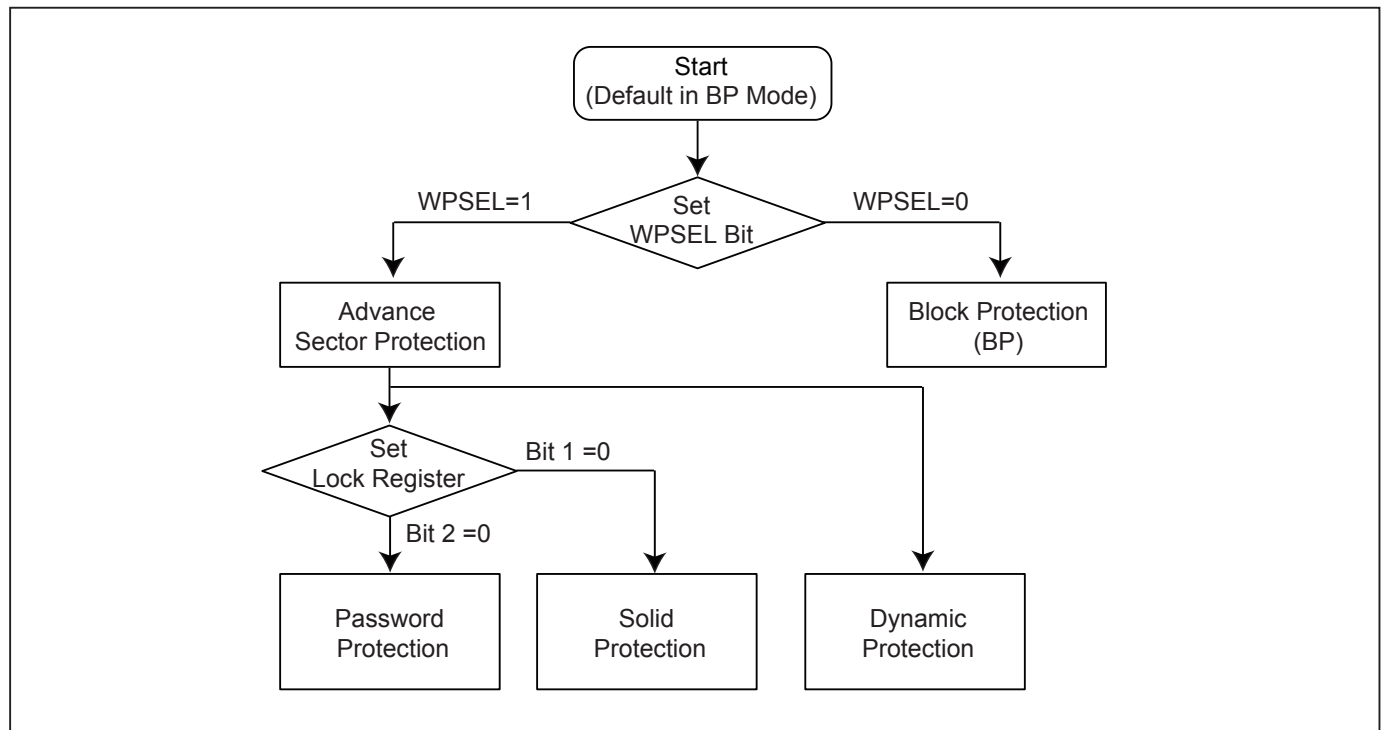 Start
(Default in BP Mode)
WPSEL=1
Set
WPSEL Bit
WPSEL=0
Advance
Sector Protection
Block Protection
(BP)
Set
Lock Register
Bit 1 =0
Bit 2 =0
Password
Protection
Solid
Protection
Dynamic
Protection